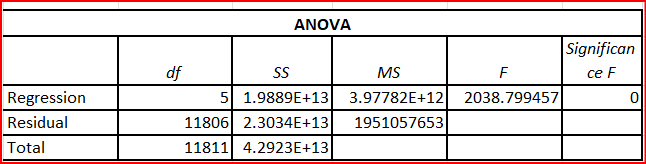 ANOVA
df SS MS F Significan
ce F
Regression 5 1.9889E+13 3.97782E+12 2038.799457 0
Residual 11806 2.3034E+13 1951057653
Total 11811 4.2923E+13